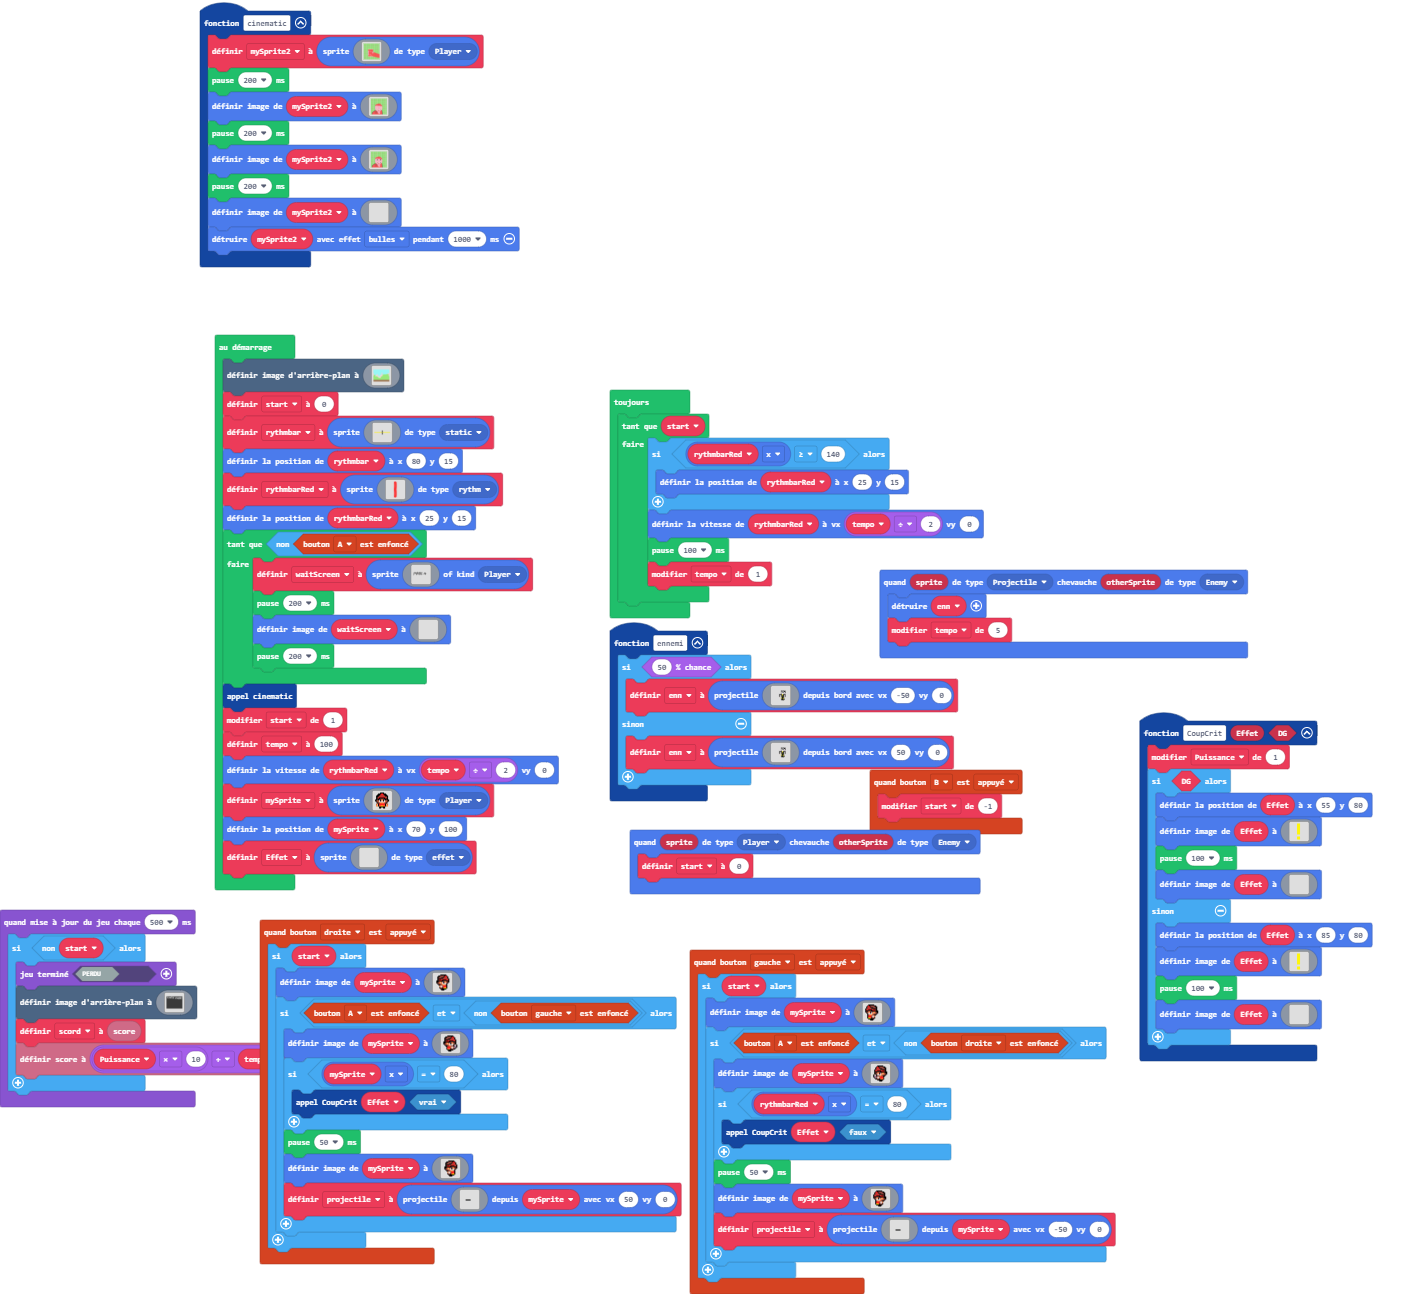 fonction cinematic
définir mySprite2 à sprite de type Player
pause 200 ms
définir image de mySprite2 à
pause 200 ms
définir image de mySprite2 à
pause 200 ms
définir image de mySprite2 à
détruire mySprite2 avec effet bulles pendant 1000 ms
au démarrage
définir image d'arrière-plan à
définir start à 0
définir rythmbar à sprite de type static
définir la position de rythmbar à x 80 y 15
définir rythmbarRed à sprite de type rythm
définir la position de rythmbarRed à x 25 y 15
tant que non bouton A est enfoncé
faire
définir waitScreen à sprite of kind Player
pause 200 ms
définir image de waitScreen à
pause 200 ms
appel cinematic
modifier start de 1
définir tempo à 100
définir la vitesse de rythmbarRed à vx tempo ÷ 2 vy 0
définir mySprite à sprite de type Player
définir la position de mySprite à x 70 y 100
définir Effet à sprite de type effet
toujours
tant que start
faire
si rythmbarRed x ≥ 140 alors
définir la position de rythmbarRed à x 25 y 15
définir la vitesse de rythmbarRed à vx tempo ÷ 2 vy 0
pause 100 ms
modifier tempo de 1
quand sprite de type Projectile chevauche otherSprite de type Enemy
détruire enn
modifier tempo de 5
fonction ennemi
si 50 % chance alors
définir enn à projectile depuis bord avec vx -50 vy 0
sinon
définir enn à projectile depuis bord avec vx 50 vy 0
quand bouton B est appuyé
modifier start de -1
quand sprite de type Player chevauche otherSprite de type Enemy
définir start à 0
fonction CoupCrit Effet DG
modifier Puissance de 1
si DG alors
définir la position de Effet à x 55 y 80
définir image de Effet à
pause 100 ms
définir image de Effet à
sinon
définir la position de Effet à x 85 y 80
définir image de Effet à
pause 100 ms
définir image de Effet à
quand mise à jour du jeu chaque 500 ms
si non start alors
jeu terminé PERDU
définir image d'arrière-plan à
définir scord à score
définir score à Puissance × 10 ÷
quand bouton droite est appuyé
si start alors
définir image de mySprite à
si bouton A est enfoncé et non bouton gauche est enfoncé alors
définir image de mySprite à
si mySprite x = 80 alors
appel CoupCrit Effet vrai
pause 50 ms
définir image de mySprite à
définir projectile à projectile depuis mySprite avec vx 50 vy 0
quand bouton gauche est appuyé
si start alors
définir image de mySprite à
si bouton A est enfoncé et non bouton droite est enfoncé alors
définir image de mySprite à
si rythmbarRed x = 80 alors
appel CoupCrit Effet faux
pause 50 ms
définir image de mySprite à
définir projectile à projectile depuis mySprite avec vx -50 vy 0